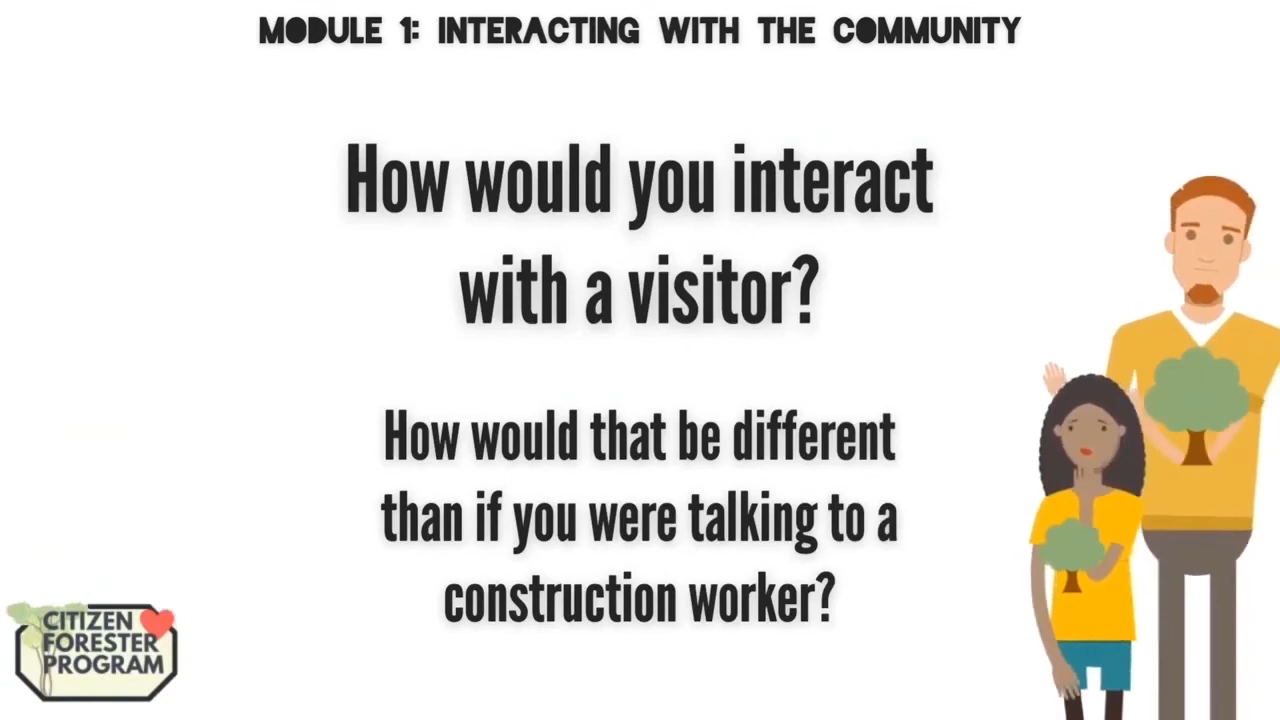 MODULE 1: INTERACTING WITH THE COMMUNITY
How would you interact
with a visitor?
How would that be different
than if you were talking to a
construction worker?
CITIZEN
FORESTER
PROGRAM